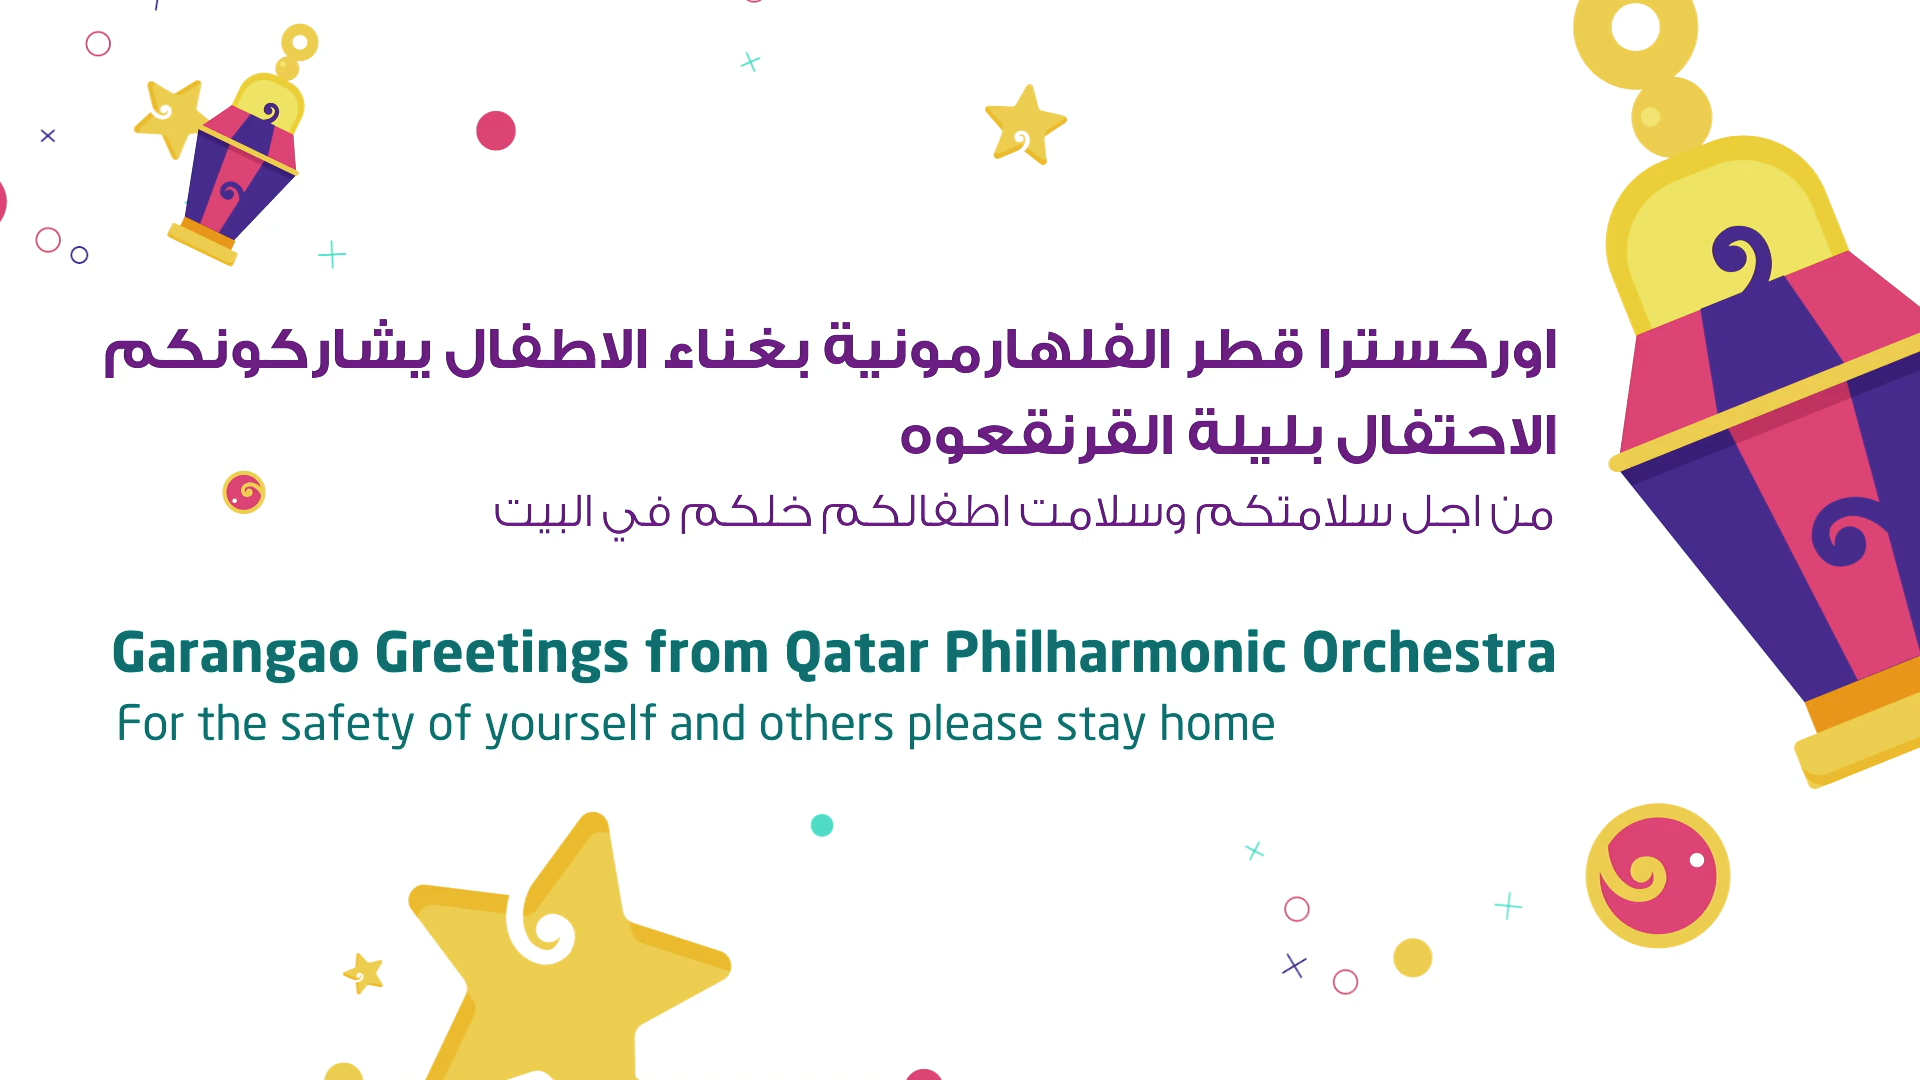 اوركسترا قطر الفلهارمونية بغناء الاطفال يشاركونكم
الاحتفال بليلة القرنقعوه
من اجل سلامتكم وسلامت اطفالكم خلكم في البيت
Garangao Greetings from Qatar Philharmonic Orchestra
For the safety of yourself and others please stay home